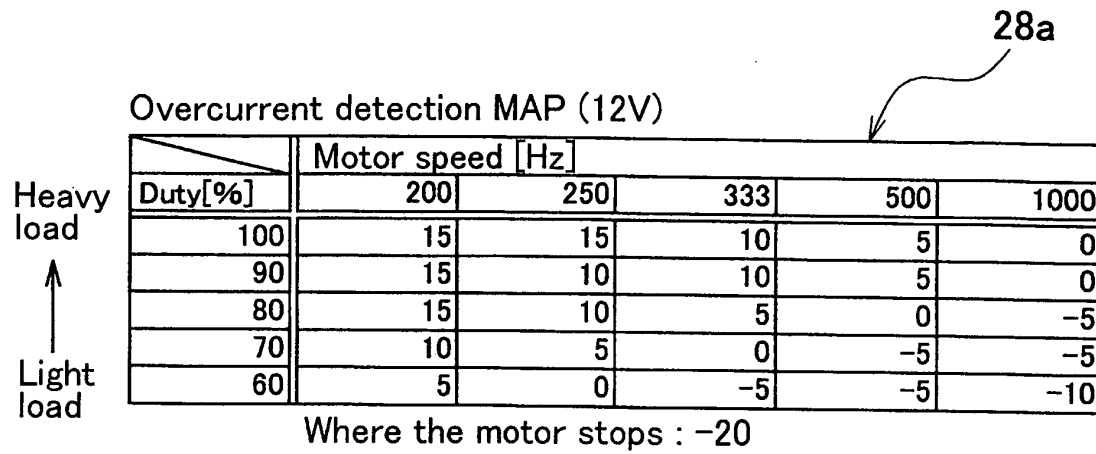 28a
Overcurrent detection MAP (12V)
Motor speed [Hz]
Duty[%] 200 250 333 500 1000
Heavy load
100 15 15 10 5 0
90 15 10 10 5 0
80 15 10 5 0 -5
70 10 5 0 -5 -5
Light load
60 5 0 -5 -5 -10
Where the motor stops : -20